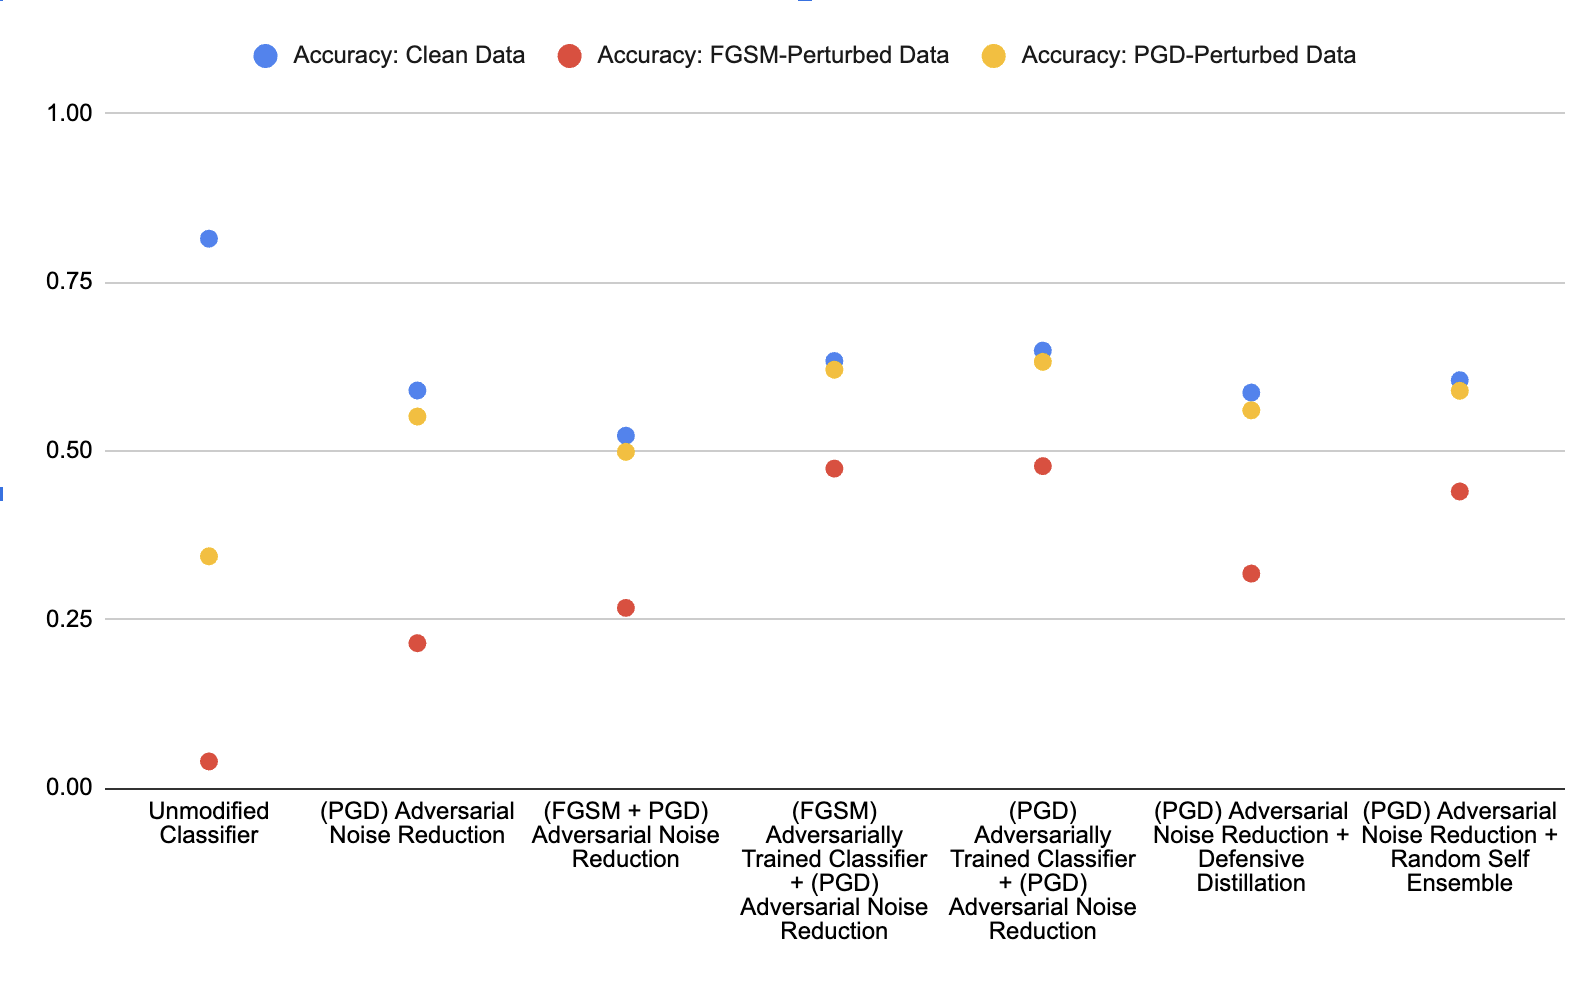 Accuracy: Clean Data
Accuracy: FGSM-Perturbed Data
Accuracy: PGD-Perturbed Data
1.00
0.75
0.50
0.25
0.00
Unmodified
Classifier
(PGD) Adversarial
Noise Reduction
(FGSM + PGD)
Adversarial Noise
Reduction
(FGSM)
Adversarially
Trained Classifier
+ (PGD)
Adversarial Noise
Reduction
(PGD)
Adversarially
Trained Classifier
+ (PGD)
Adversarial Noise
Reduction
(PGD) Adversarial
Noise Reduction +
Defensive
Distillation
(PGD) Adversarial
Noise Reduction +
Random Self
Ensemble